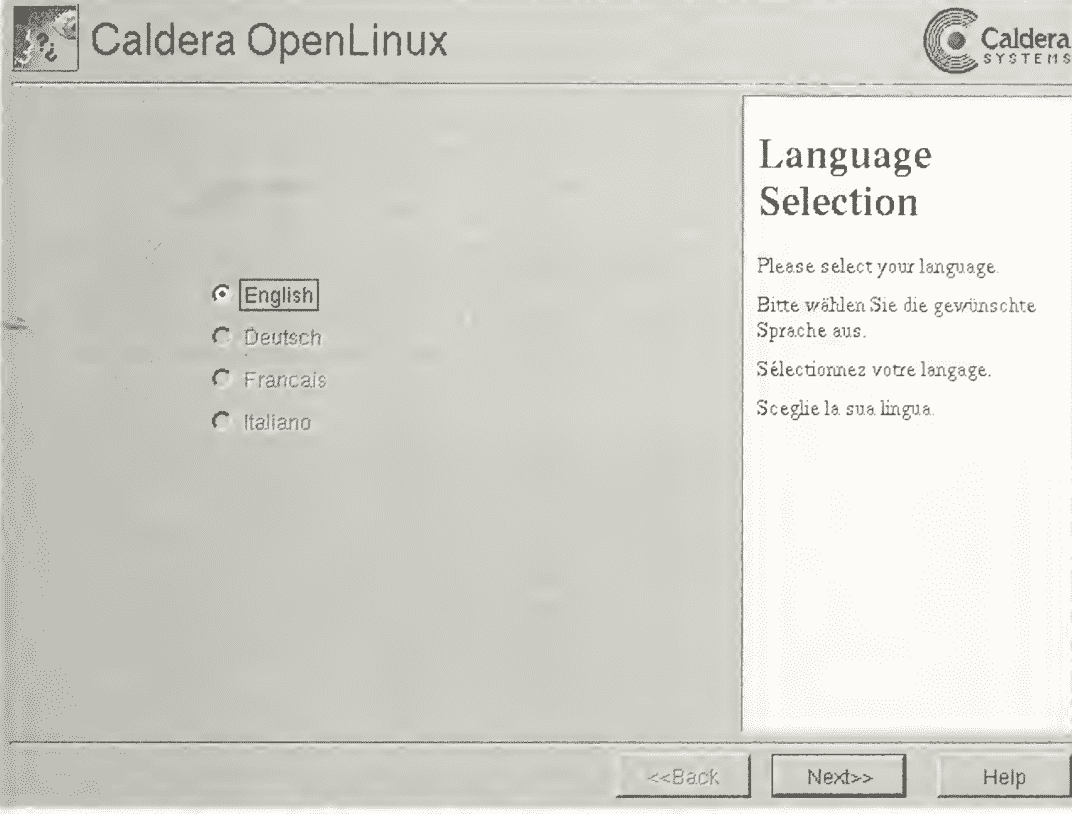 Caldera OpenLinux
Caldera
SYSTEMS
English
Deutsch
Francais
Italiano
Language
Selection
Please select your language.
Bitte wählen Sie die gewünschte
Sprache aus.
Sélectionnez votre langage.
Sceglie la sua lingua.
<<Back
Next>>
Help